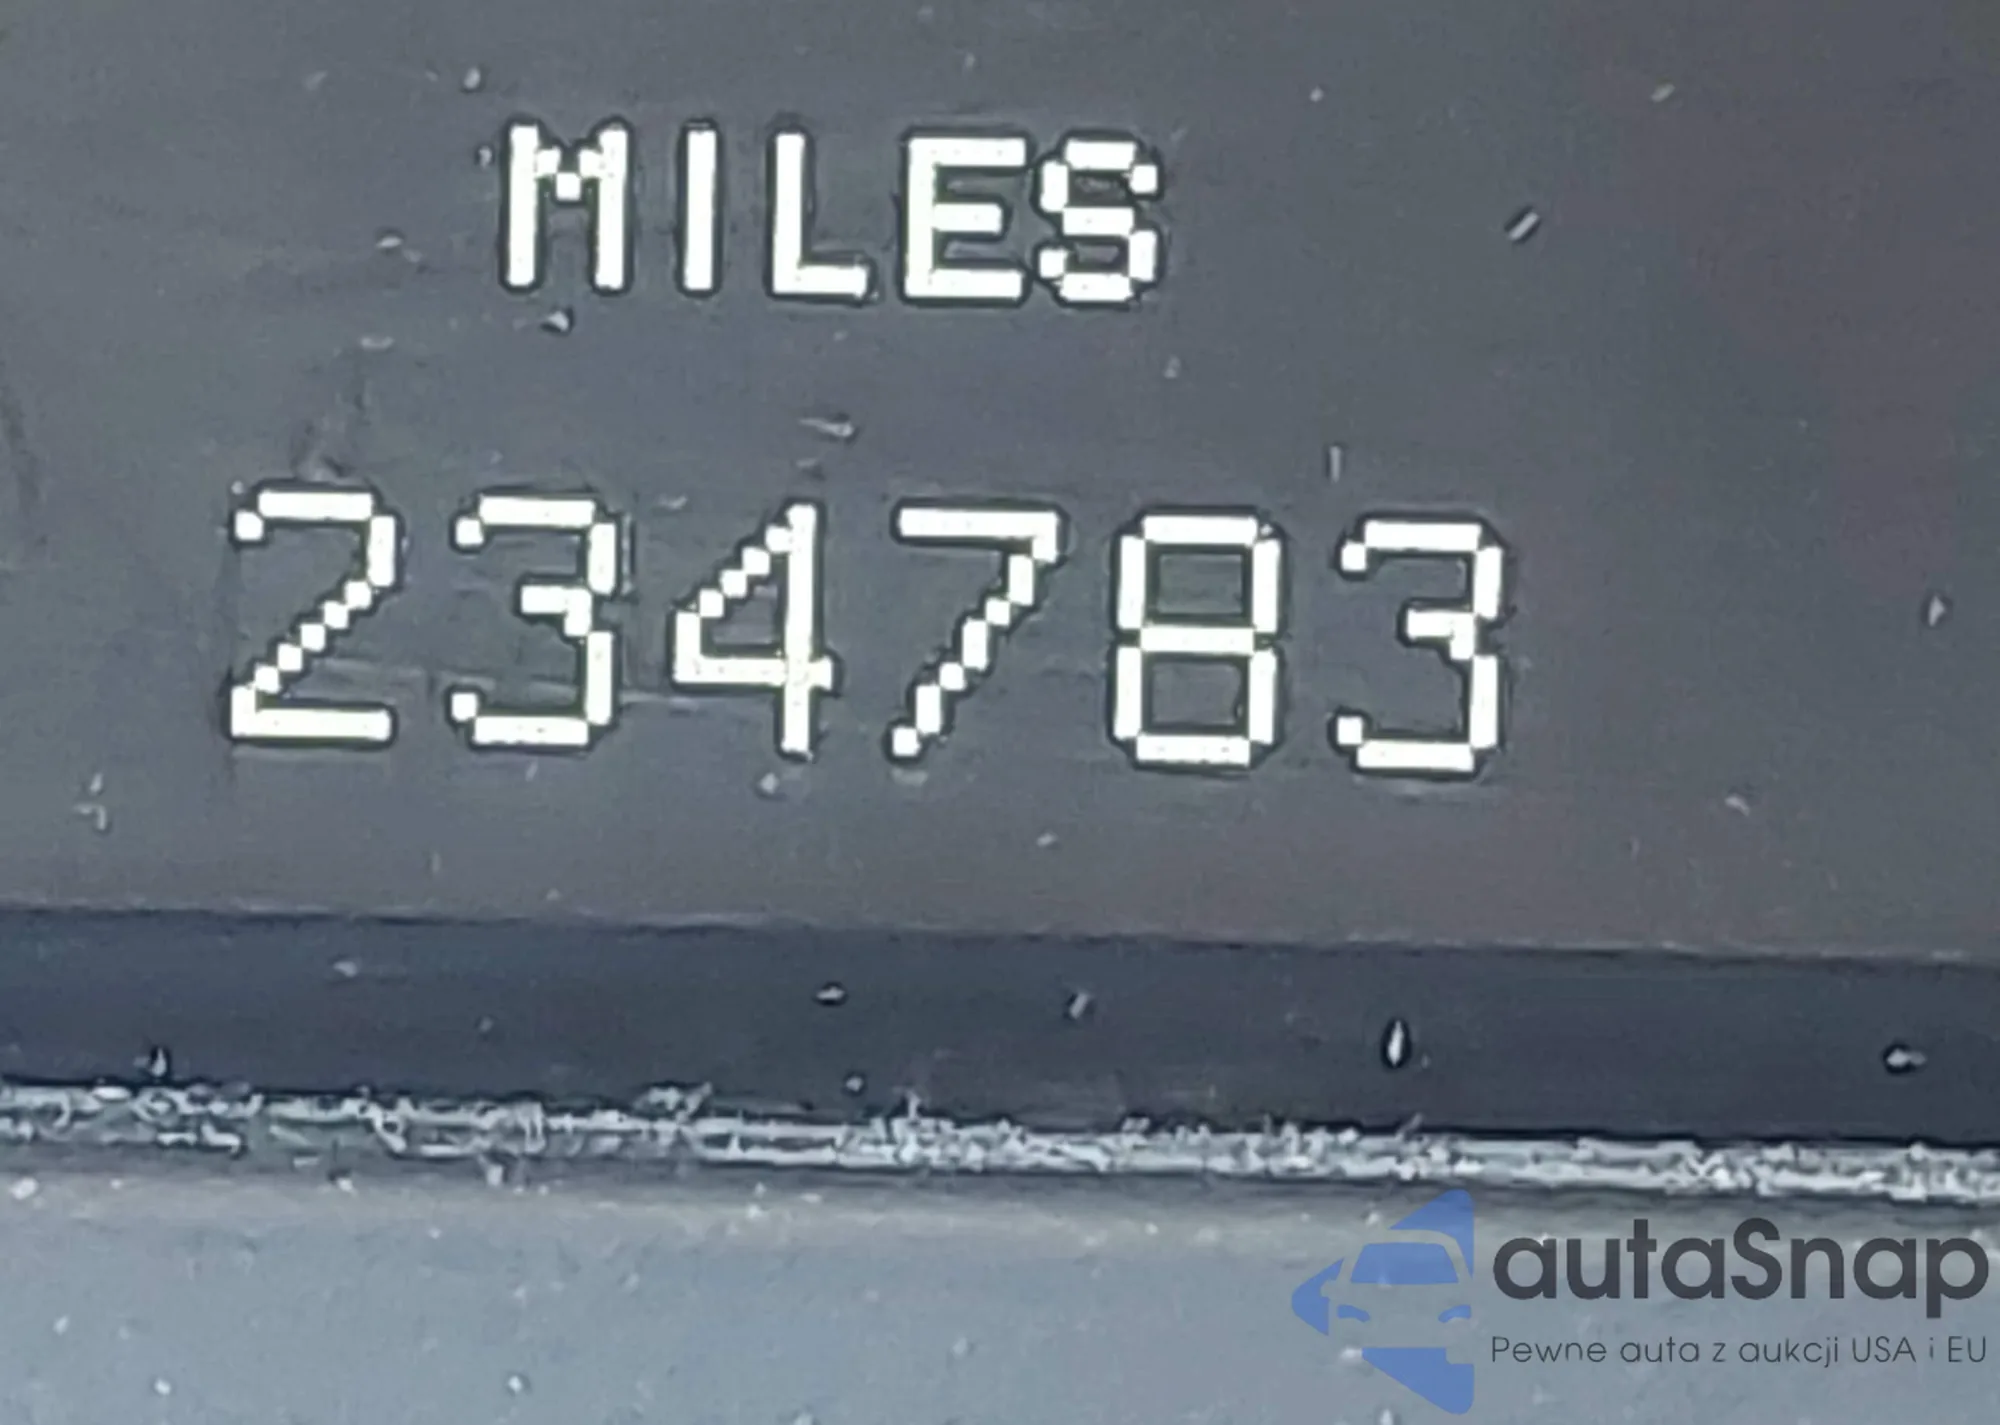 MILES
234783
autaSnap
Pewne auta z aukcji USA i EU